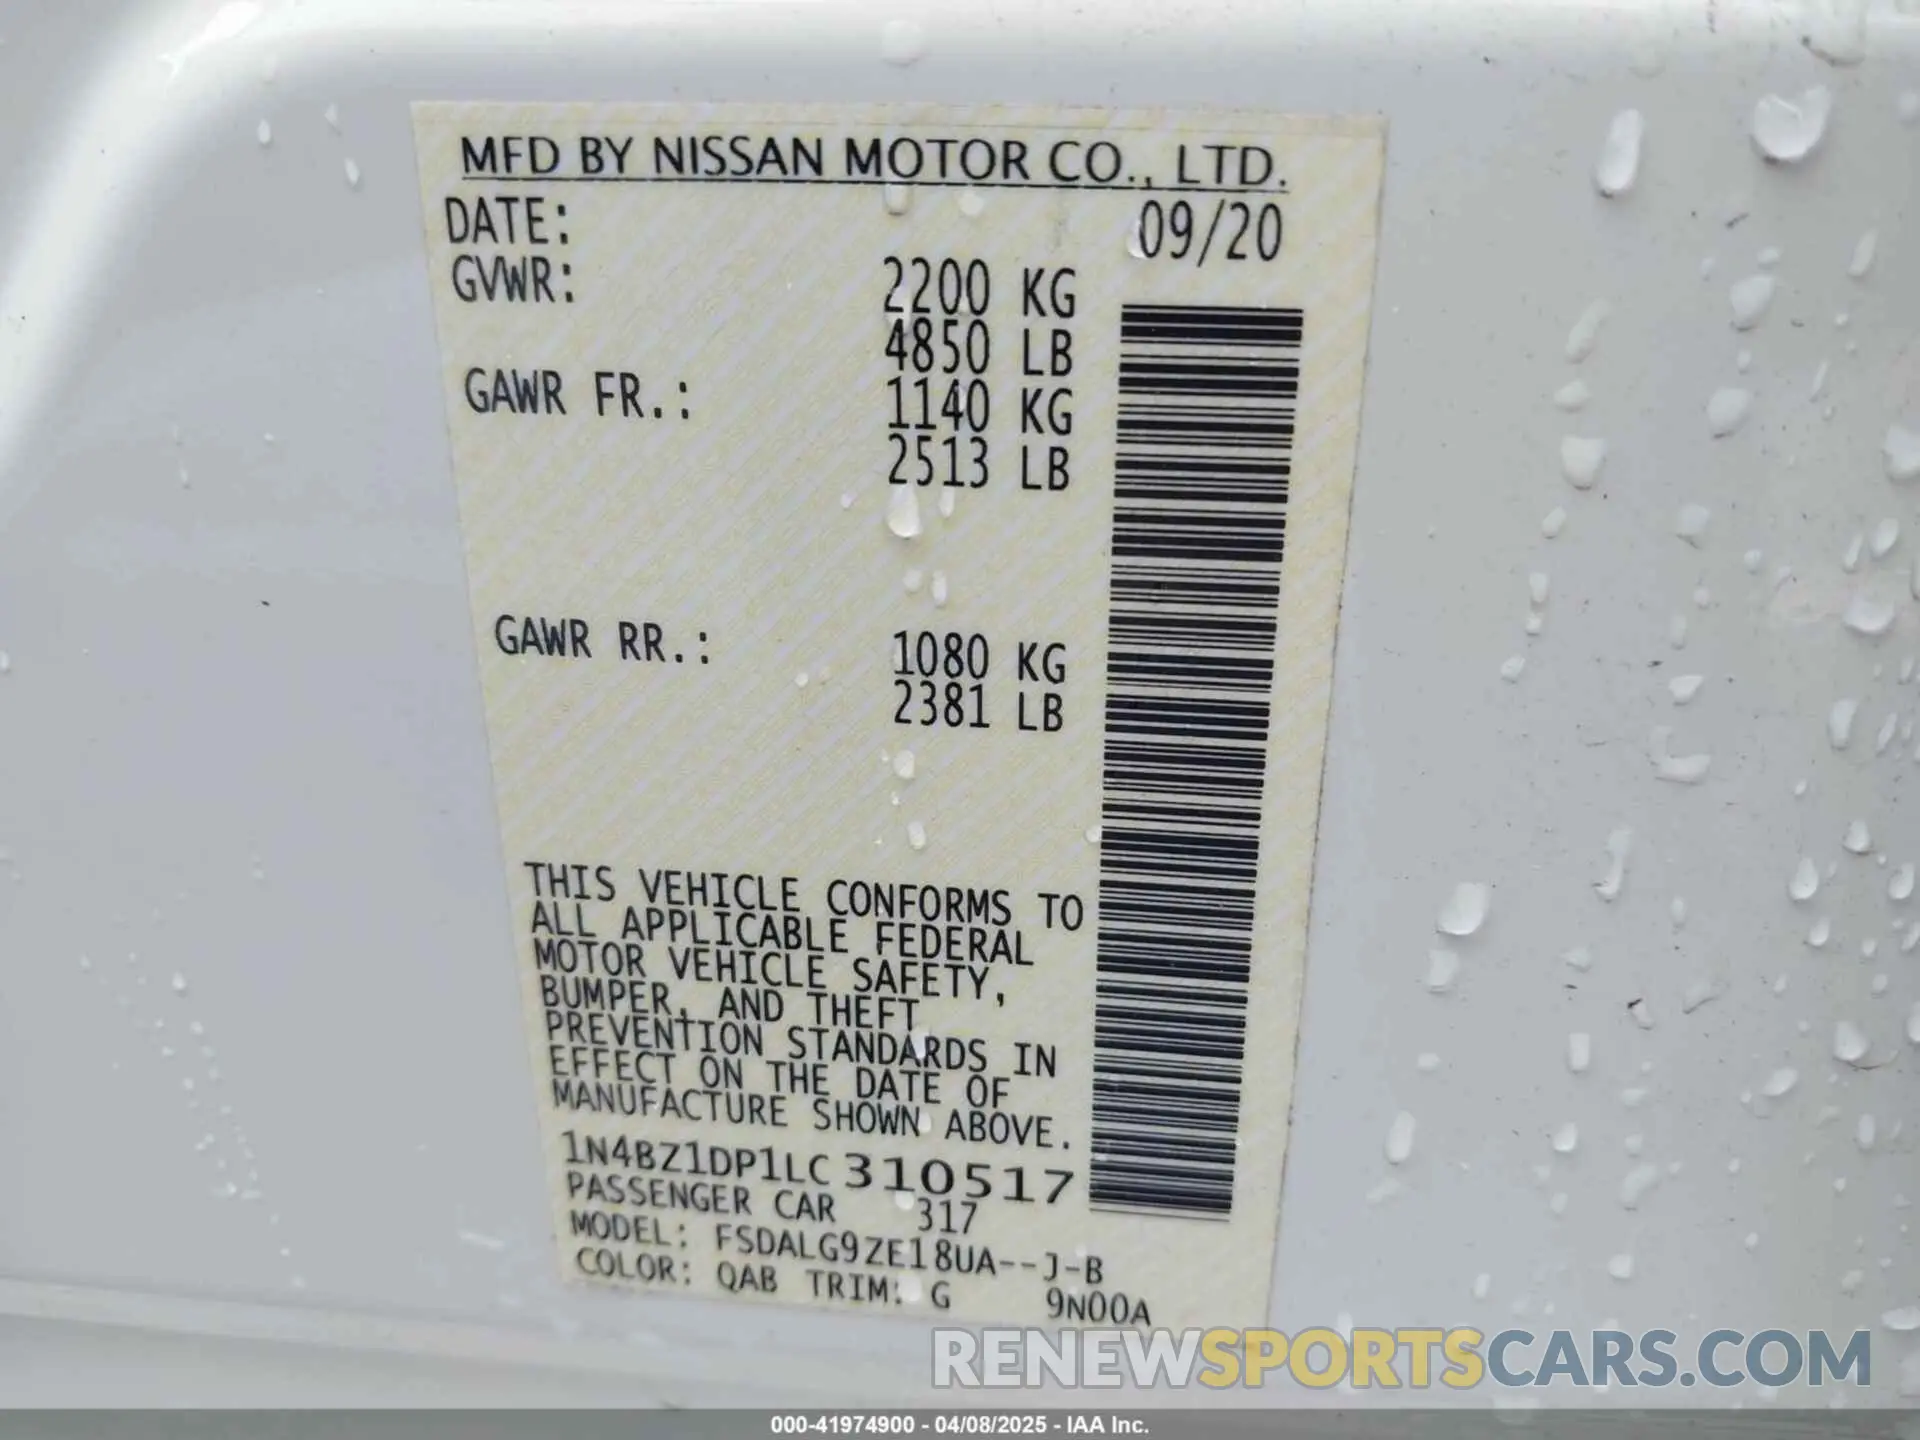 MFD BY NISSAN MOTOR CO., LTD.
DATE: 09/20
GVWR: 2200 KG
4850 LB
GAWR FR.: 1140 KG
2513 LB
GAWR RR.: 1080 KG
2381 LB
THIS VEHICLE CONFORMS TO
ALL APPLICABLE FEDERAL
MOTOR VEHICLE SAFETY,
BUMPER, AND THEFT
PREVENTION STANDARDS IN
EFFECT ON THE DATE OF
MANUFACTURE SHOWN ABOVE.
1N4BZ1DP1LC310517
PASSENGER CAR 317
MODEL: FSDALG9ZE18UA--J-B
COLOR: QAB TRIM: G 9N00A
RENEWSPORTSCARS.COM
000-41974900 - 04/08/2025 - IAA Inc.